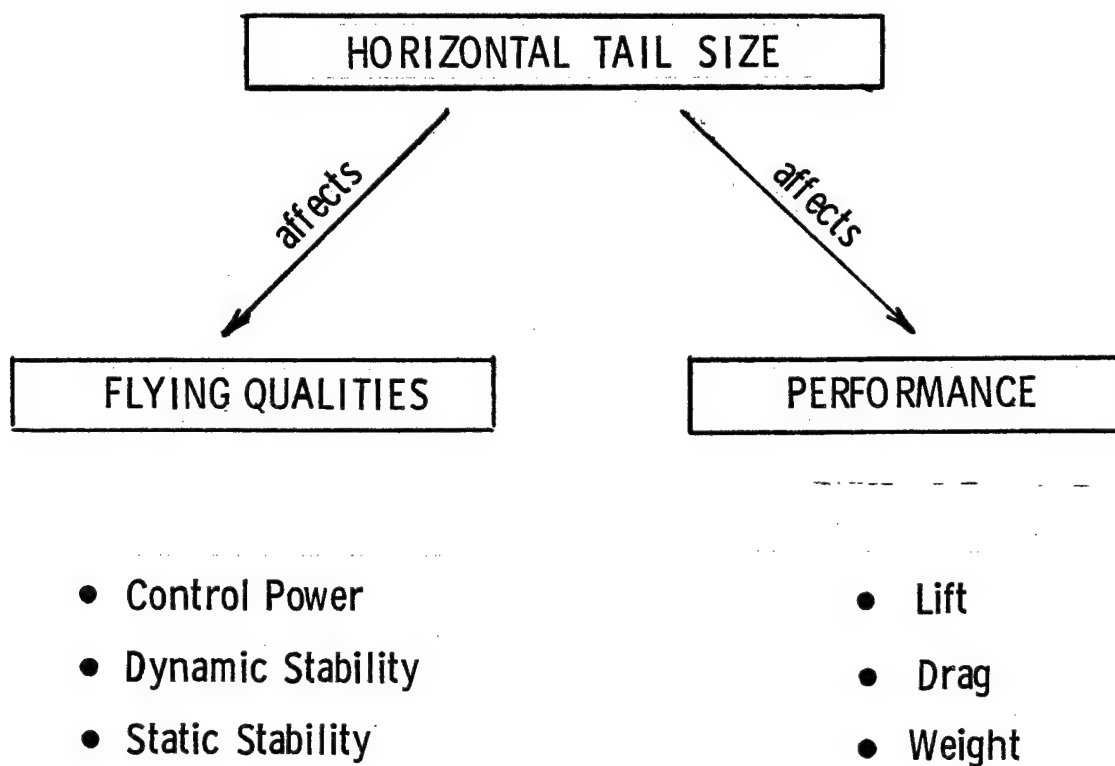 HORIZONTAL TAIL SIZE
affects
affects
FLYING QUALITIES
PERFORMANCE
• Control Power
• Dynamic Stability
• Static Stability
• Lift
• Drag
• Weight